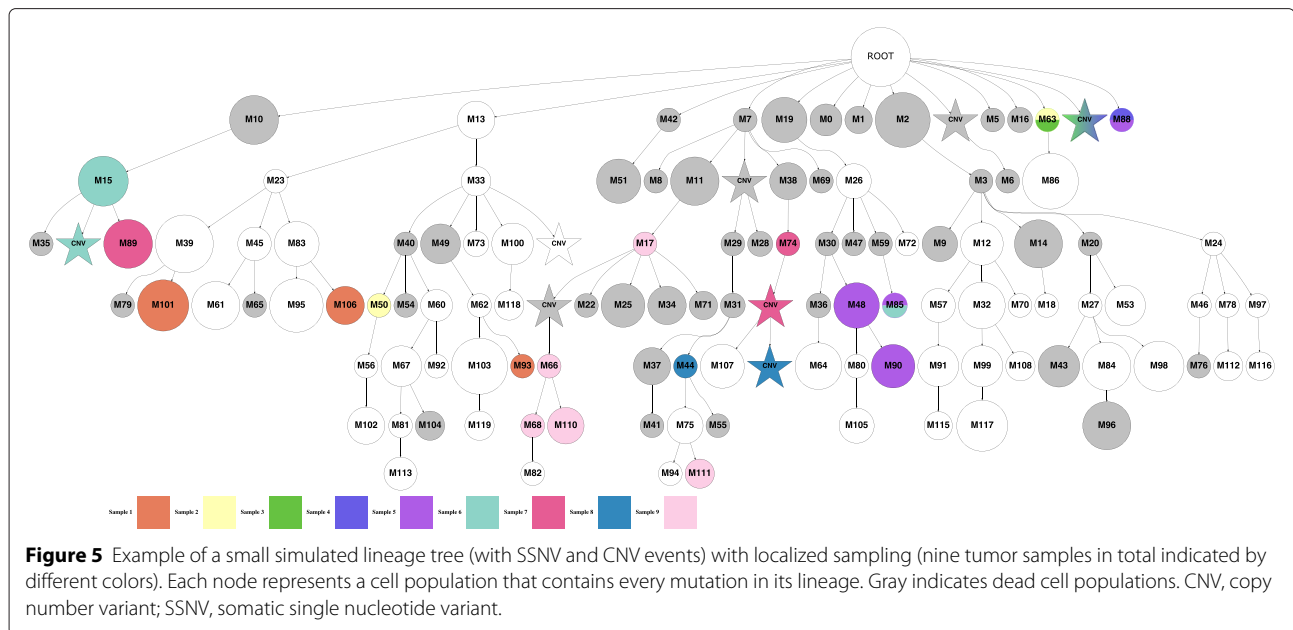 ROOT
M10 M13 M42 M7 M19 M0 M1 M2 CNV M5 M16 M63 CNV M88
M15 M23 M33 M51 M8 M11 CNV M38 M69 M26 M3 M6 M86
M35 CNV M89 M39 M45 M83 M40 M49 M73 M100 CNV M17 M29 M28 M74 M30 M47 M59 M72 M9 M12 M14 M20 M24
M79 M101 M61 M65 M95 M106 M50 M54 M60 M62 M118 CNV M22 M25 M34 M71 M31 CNV M36 M48 M85 M57 M32 M70 M18 M27 M53 M46 M78 M97
M56 M67 M92 M103 M93 M66 M37 M44 M107 CNV M64 M80 M90 M91 M99 M108 M43 M84 M98 M76 M112 M116
M102 M81 M104 M119 M68 M110 M41 M75 M55 M105 M115 M117 M96
M113 M82 M94 M111
Sample 1 Sample 2 Sample 3 Sample 4 Sample 5 Sample 6 Sample 7 Sample 8 Sample 9
Figure 5 Example of a small simulated lineage tree (with SSNV and CNV events) with localized sampling (nine tumor samples in total indicated by
different colors). Each node represents a cell population that contains every mutation in its lineage. Gray indicates dead cell populations. CNV, copy
number variant; SSNV, somatic single nucleotide variant.